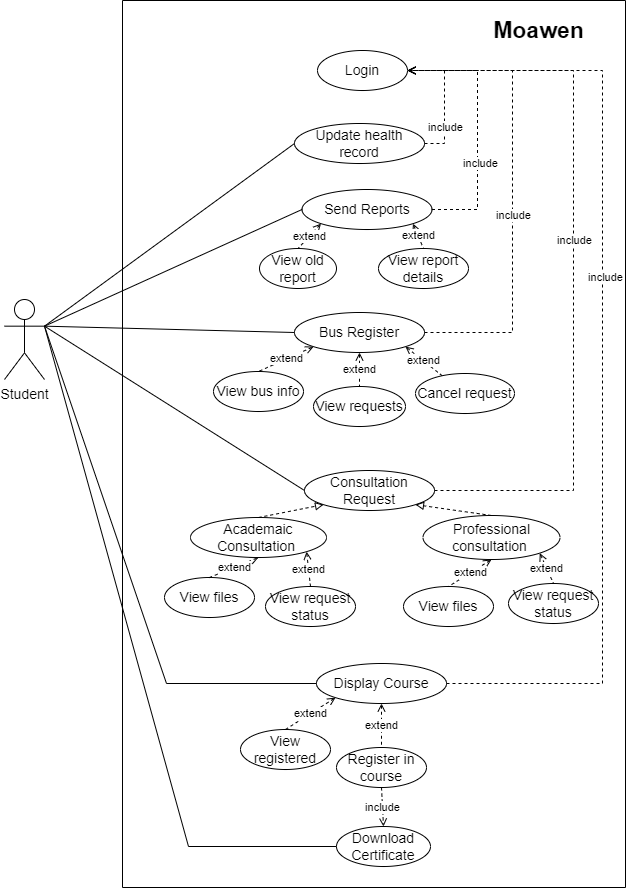 Moawen
Login
Update health
record
include
include
Send Reports
include
extend
extend
View old
report
View report
details
include
include
Student
Bus Register
extend
extend
extend
View bus info
View requests
Cancel request
Consultation
Request
Academaic
Consultation
Professional
consultation
extend
extend
extend
extend
View files
View request
status
View files
View request
status
Display Course
extend
extend
View
registered
Register in
course
include
Download
Certificate